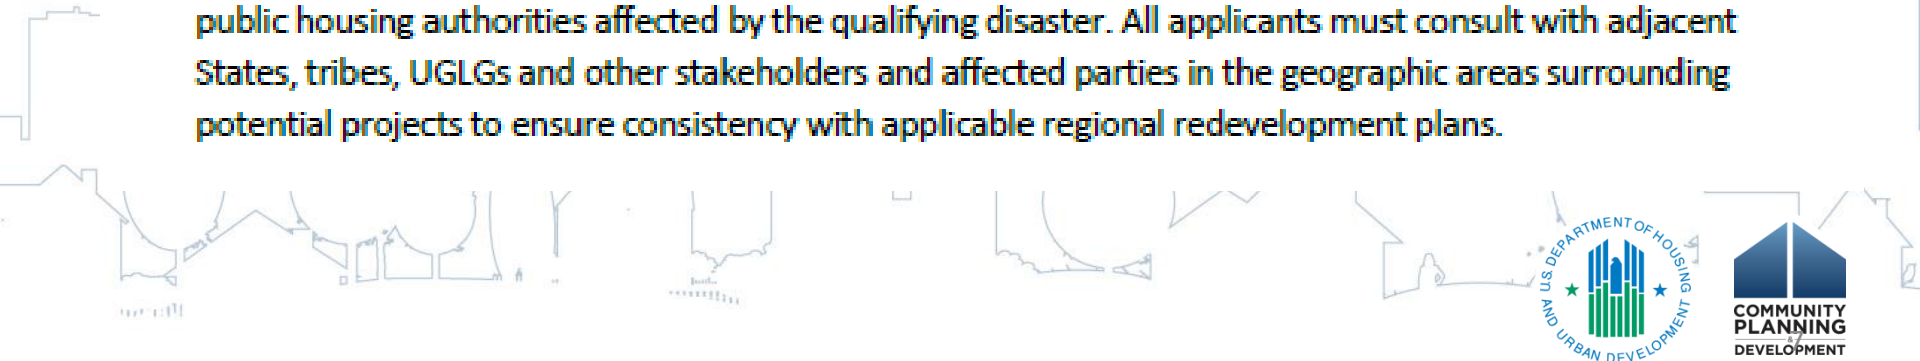 public housing authorities affected by the qualifying disaster. All applicants must consult with adjacent
States, tribes, UGLGs and other stakeholders and affected parties in the geographic areas surrounding
potential projects to ensure consistency with applicable regional redevelopment plans.
U.S. DEPARTMENT OF HOUSING
AND URBAN DEVELOPMENT
COMMUNITY
PLANNING
&
7
DEVELOPMENT